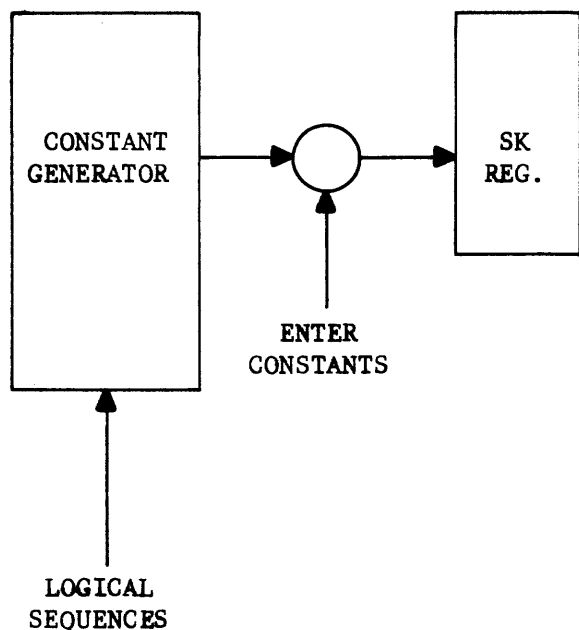 CONSTANT
GENERATOR
SK
REG.
ENTER
CONSTANTS
LOGICAL
SEQUENCES